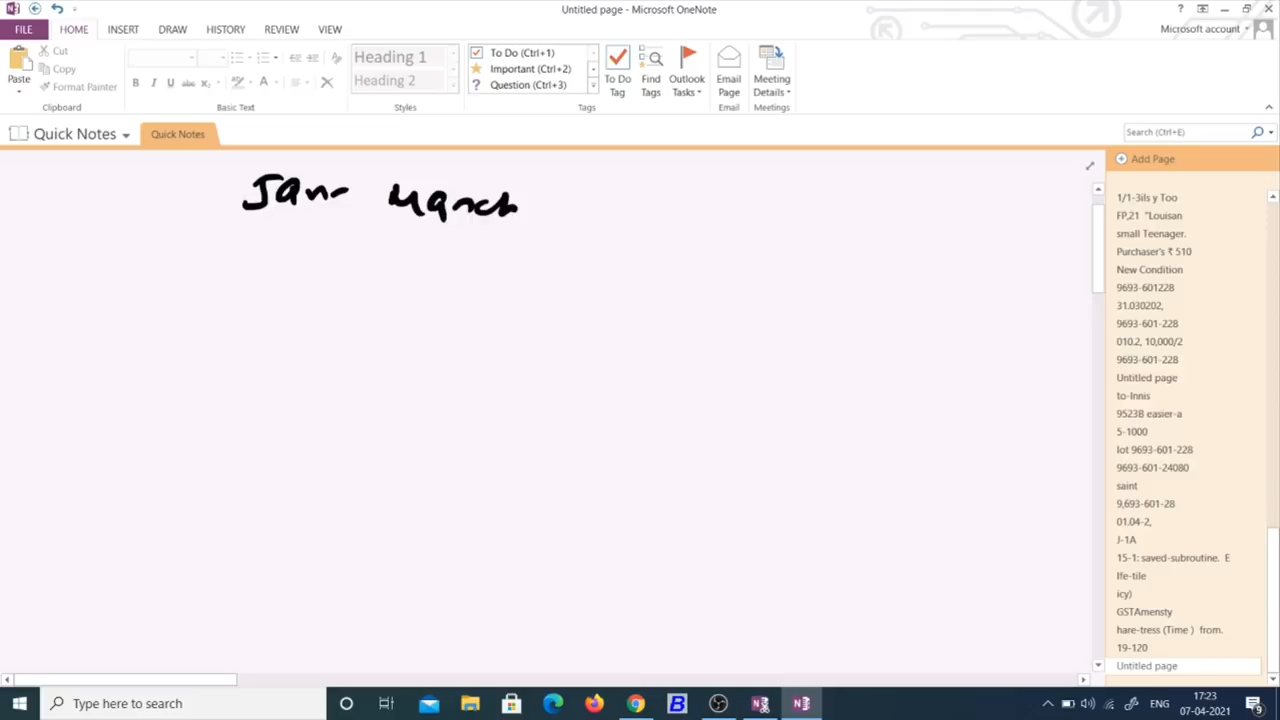 Untitled page - Microsoft OneNote
?
FILE HOME INSERT DRAW HISTORY REVIEW VIEW
Microsoft account
Paste
Cut
Copy
Format Painter
Clipboard
B I U abc x₂ A
Basic Text
Heading 1
Heading 2
Styles
To Do (Ctrl+1)
Important (Ctrl+2)
? Question (Ctrl+3)
To Do
Tag
Find
Tags
Outlook
Tasks
Tags
Email
Page
Email
Meeting
Details
Meetings
Quick Notes
Quick Notes
Search (Ctrl+E)
Jan- March
Add Page
1/1-3ils y Too
FP,21 "Louisan
small Teenager.
Purchaser's ₹ 510
New Condition
9693-601228
31.030202,
9693-601-228
010.2, 10,000/2
9693-601-228
Untitled page
to-Innis
9523B easier-a
5-1000
lot 9693-601-228
9693-601-24080
saint
9,693-601-28
01.04-2,
J-1A
15-1: saved-subroutine. E
Ife-tile
icy)
GSTAmensty
hare-tress (Time ) from.
19-120
Untitled page
Type here to search
B
ENG
17:23
07-04-2021
9